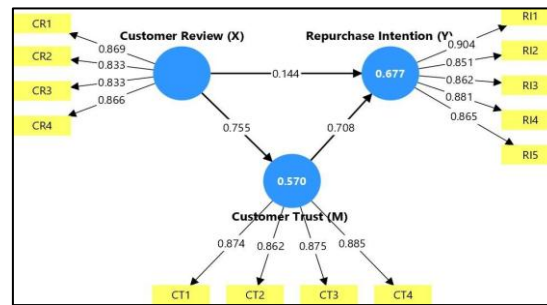 Customer Review (X)
Repurchase Intention (Y)
CR1
CR2
CR3
CR4
0.869
0.833
0.833
0.866
0.144
0.677
0.904
0.851
0.862
0.881
0.865
RI1
RI2
RI3
RI4
RI5
0.755
0.708
0.570
Customer Trust (M)
0.874
0.862
0.875
0.885
CT1
CT2
CT3
CT4